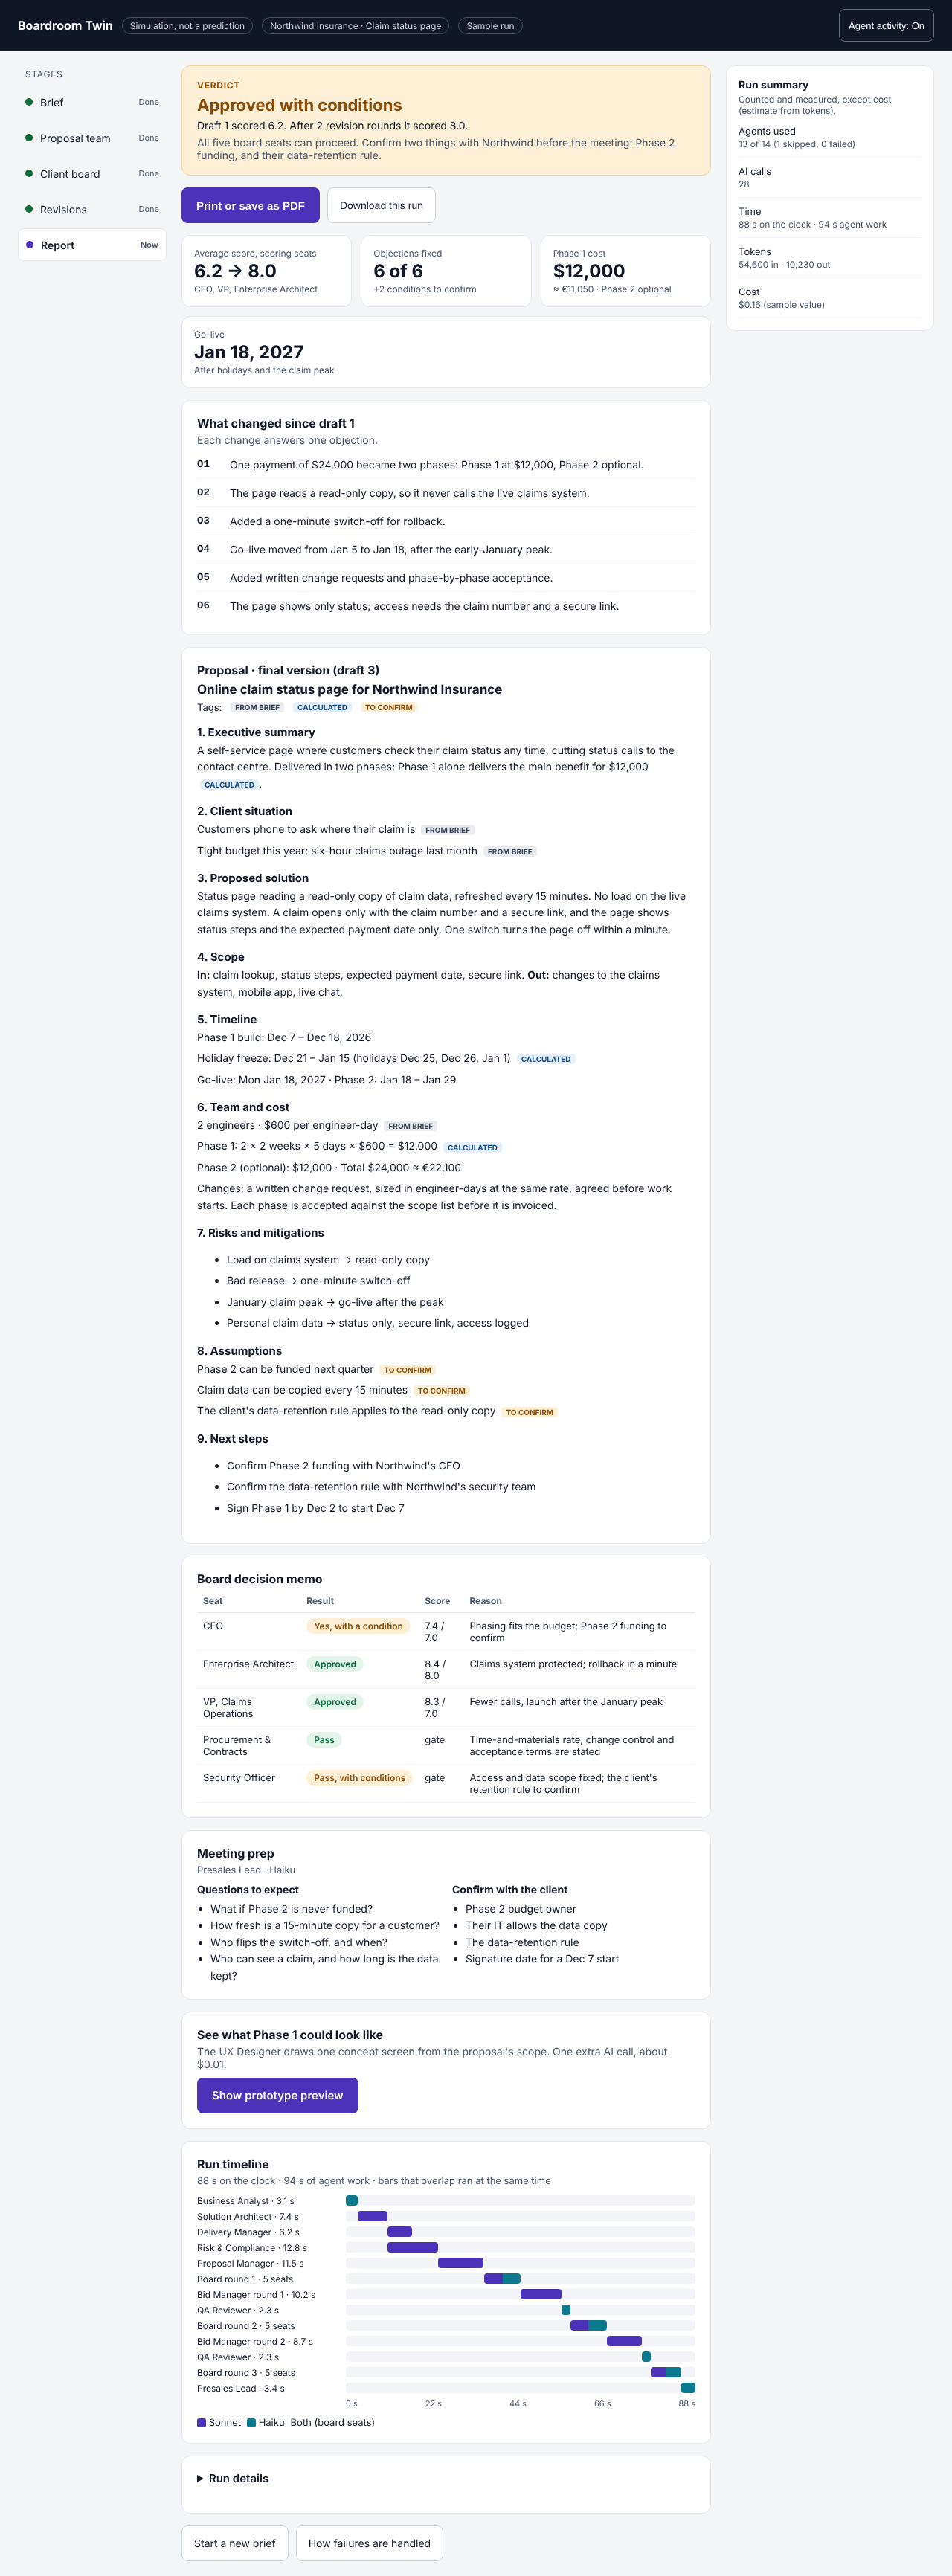 Boardroom Twin
Simulation, not a prediction
Northwind Insurance · Claim status page
Sample run
Agent activity: On
STAGES
Brief Done
Proposal team Done
Client board Done
Revisions Done
Report Now
VERDICT
Approved with conditions
Draft 1 scored 6.2. After 2 revision rounds it scored 8.0.
All five board seats can proceed. Confirm two things with Northwind before the meeting: Phase 2
funding, and their data-retention rule.
Print or save as PDF
Download this run
Average score, scoring seats
6.2 → 8.0
CFO, VP, Enterprise Architect
Objections fixed
6 of 6
+2 conditions to confirm
Phase 1 cost
$12,000
≈ €11,050 · Phase 2 optional
Go-live
Jan 18, 2027
After holidays and the claim peak
Run summary
Counted and measured, except cost
(estimate from tokens).
Agents used
13 of 14 (1 skipped, 0 failed)
AI calls
28
Time
88 s on the clock · 94 s agent work
Tokens
54,600 in · 10,230 out
Cost
$0.16 (sample value)
What changed since draft 1
Each change answers one objection.
01 One payment of $24,000 became two phases: Phase 1 at $12,000, Phase 2 optional.
02 The page reads a read-only copy, so it never calls the live claims system.
03 Added a one-minute switch-off for rollback.
04 Go-live moved from Jan 5 to Jan 18, after the early-January peak.
05 Added written change requests and phase-by-phase acceptance.
06 The page shows only status; access needs the claim number and a secure link.
Proposal · final version (draft 3)
Online claim status page for Northwind Insurance
Tags: FROM BRIEF CALCULATED TO CONFIRM
1. Executive summary
A self-service page where customers check their claim status any time, cutting status calls to the
contact centre. Delivered in two phases; Phase 1 alone delivers the main benefit for $12,000
CALCULATED .
2. Client situation
Customers phone to ask where their claim is FROM BRIEF
Tight budget this year; six-hour claims outage last month FROM BRIEF
3. Proposed solution
Status page reading a read-only copy of claim data, refreshed every 15 minutes. No load on the live
claims system. A claim opens only with the claim number and a secure link, and the page shows
status steps and the expected payment date only. One switch turns the page off within a minute.
4. Scope
In: claim lookup, status steps, expected payment date, secure link. Out: changes to the claims
system, mobile app, live chat.
5. Timeline
Phase 1 build: Dec 7 – Dec 18, 2026
Holiday freeze: Dec 21 – Jan 15 (holidays Dec 25, Dec 26, Jan 1) CALCULATED
Go-live: Mon Jan 18, 2027 · Phase 2: Jan 18 – Jan 29
6. Team and cost
2 engineers · $600 per engineer-day FROM BRIEF
Phase 1: 2 × 2 weeks × 5 days × $600 = $12,000 CALCULATED
Phase 2 (optional): $12,000 · Total $24,000 ≈ €22,100
Changes: a written change request, sized in engineer-days at the same rate, agreed before work
starts. Each phase is accepted against the scope list before it is invoiced.
7. Risks and mitigations
• Load on claims system → read-only copy
• Bad release → one-minute switch-off
• January claim peak → go-live after the peak
• Personal claim data → status only, secure link, access logged
8. Assumptions
Phase 2 can be funded next quarter TO CONFIRM
Claim data can be copied every 15 minutes TO CONFIRM
The client's data-retention rule applies to the read-only copy TO CONFIRM
9. Next steps
• Confirm Phase 2 funding with Northwind's CFO
• Confirm the data-retention rule with Northwind's security team
• Sign Phase 1 by Dec 2 to start Dec 7
Board decision memo
Seat Result Score Reason
CFO Yes, with a condition 7.4 / 7.0 Phasing fits the budget; Phase 2 funding to confirm
Enterprise Architect Approved 8.4 / 8.0 Claims system protected; rollback in a minute
VP, Claims Operations Approved 8.3 / 7.0 Fewer calls, launch after the January peak
Procurement & Contracts Pass gate Time-and-materials rate, change control and acceptance terms are stated
Security Officer Pass, with conditions gate Access and data scope fixed; the client's retention rule to confirm
Meeting prep
Presales Lead · Haiku
Questions to expect
• What if Phase 2 is never funded?
• How fresh is a 15-minute copy for a customer?
• Who flips the switch-off, and when?
• Who can see a claim, and how long is the data
kept?
Confirm with the client
• Phase 2 budget owner
• Their IT allows the data copy
• The data-retention rule
• Signature date for a Dec 7 start
See what Phase 1 could look like
The UX Designer draws one concept screen from the proposal's scope. One extra AI call, about
$0.01.
Show prototype preview
Run timeline
88 s on the clock · 94 s of agent work · bars that overlap ran at the same time
Business Analyst · 3.1 s
Solution Architect · 7.4 s
Delivery Manager · 6.2 s
Risk & Compliance · 12.8 s
Proposal Manager · 11.5 s
Board round 1 · 5 seats
Bid Manager round 1 · 10.2 s
QA Reviewer · 2.3 s
Board round 2 · 5 seats
Bid Manager round 2 · 8.7 s
QA Reviewer · 2.3 s
Board round 3 · 5 seats
Presales Lead · 3.4 s
0 s 22 s 44 s 66 s 88 s
Sonnet Haiku Both (board seats)
Run details
Start a new brief
How failures are handled